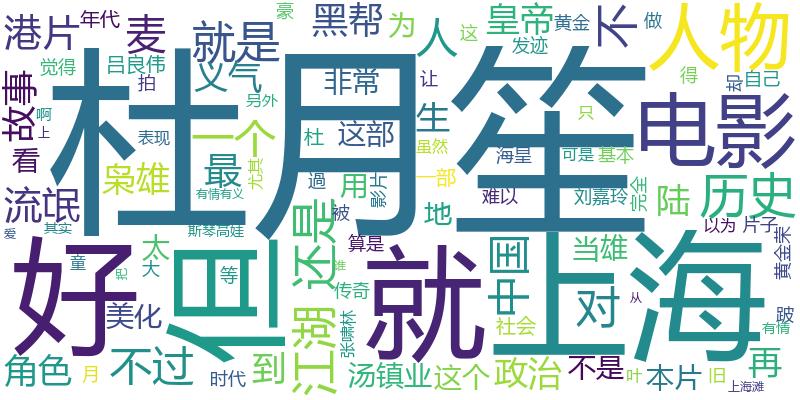 港片
年代
麦
就是
豪
黑帮
为
人
皇帝
这
黄金
不
做
人物
觉得
吕良伟
义气
发迹
故事
啊
上
拍
另外
非常
让
得
却
自己
杜月笙
电影
看
表现
一个
尤其
杜
这部
生
虽然
只
海皇
可是
基本
枭雄
最
過
用
影片
一部
难以
刘嘉玲
完全
陆
历史
流氓
有情有义
其实
斯琴高娃
还是
被
地
以为
片子
爱
童
太
大
算是
中国
当雄
黄金荣
好
把
但
等
谁
传奇
就
上海
对
从
跛
美化
江湖
张啸林
社会
有情
角色
月
不过
时代
到
汤镇业
这个
政治
不是
叶
本片
旧
再
上海滩